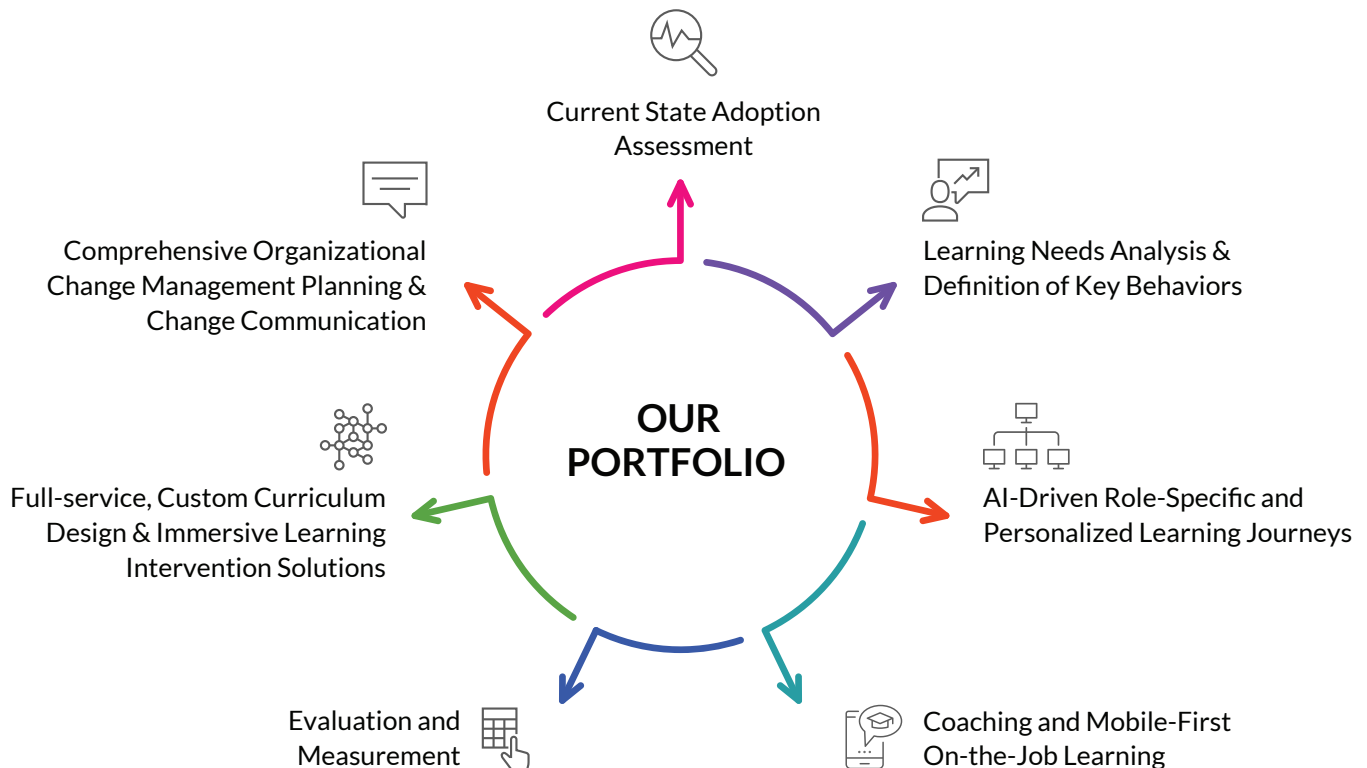 Current State Adoption
Assessment
Learning Needs Analysis &
Definition of Key Behaviors
AI-Driven Role-Specific and
Personalized Learning Journeys
Coaching and Mobile-First
On-the-Job Learning
Evaluation and
Measurement
Full-service, Custom Curriculum
Design & Immersive Learning
Intervention Solutions
Comprehensive Organizational
Change Management Planning &
Change Communication
OUR
PORTFOLIO